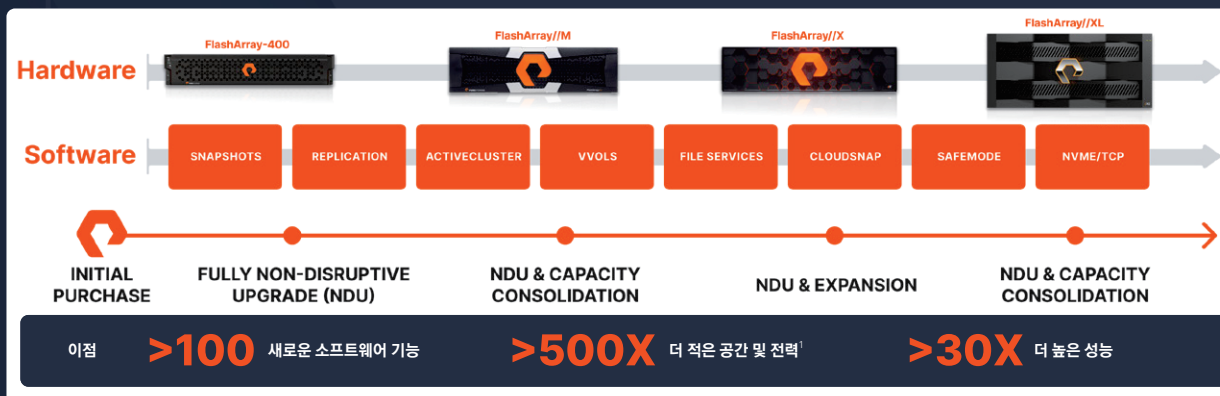 FlashArray-400
FlashArray//M
FlashArray//X
FlashArray//XL
Hardware
Software
SNAPSHOTS
REPLICATION
ACTIVECLUSTER
VVOLS
FILE SERVICES
CLOUDSNAP
SAFEMODE
NVME/TCP
INITIAL
PURCHASE
FULLY NON-DISRUPTIVE
UPGRADE (NDU)
NDU & CAPACITY
CONSOLIDATION
NDU & EXPANSION
NDU & CAPACITY
CONSOLIDATION
이점
>100 새로운 소프트웨어 기능
>500X 더 적은 공간 및 전력¹
>30X 더 높은 성능